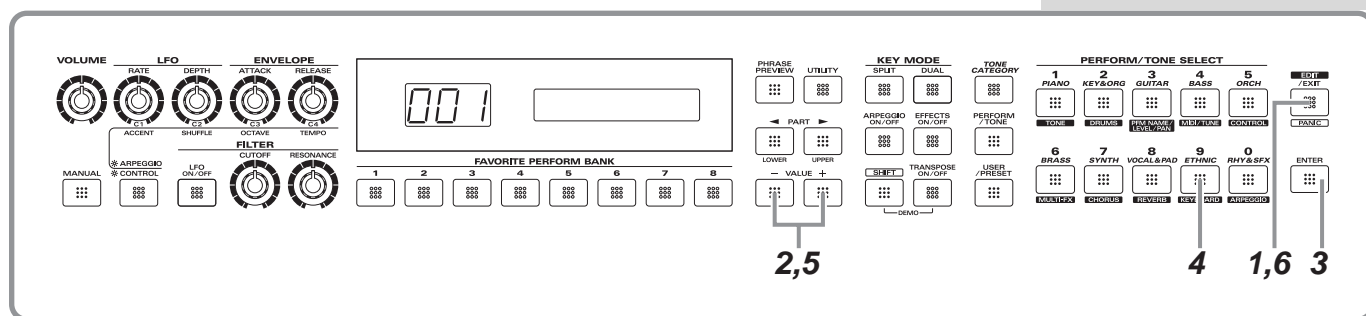 VOLUME
LFO
RATE DEPTH
ENVELOPE
ATTACK RELEASE
C1 C2 C3 C4
ACCENT SHUFFLE OCTAVE TEMPO
FILTER
CUTOFF RESONANCE
MANUAL
ARPEGGIO
CONTROL
LFO
ON/OFF
001
FAVORITE PERFORM BANK
1 2 3 4 5 6 7 8
PHRASE
PREVIEW
UTILITY
◄ PART ►
LOWER UPPER
− VALUE +
2,5
KEY MODE
SPLIT DUAL
ARPEGGIO
ON/OFF
EFFECTS
ON/OFF
SHIFT
TRANSPOSE
ON/OFF
DEMO
TONE
CATEGORY
PERFORM
/TONE
USER
/PRESET
PERFORM/TONE SELECT
1 2 3 4 5
PIANO KEY&ORG GUITAR BASS ORCH
TONE DRUMS PFM NAME/
LEVEL/PAN MIDI/TUNE CONTROL
6 7 8 9 0
BRASS SYNTH VOCAL&PAD ETHNIC RHY&SFX
MULTI-FX CHORUS REVERB KEYBOARD ARPEGGIO
EDIT
/EXIT
PANIC
ENTER
4 1,6 3